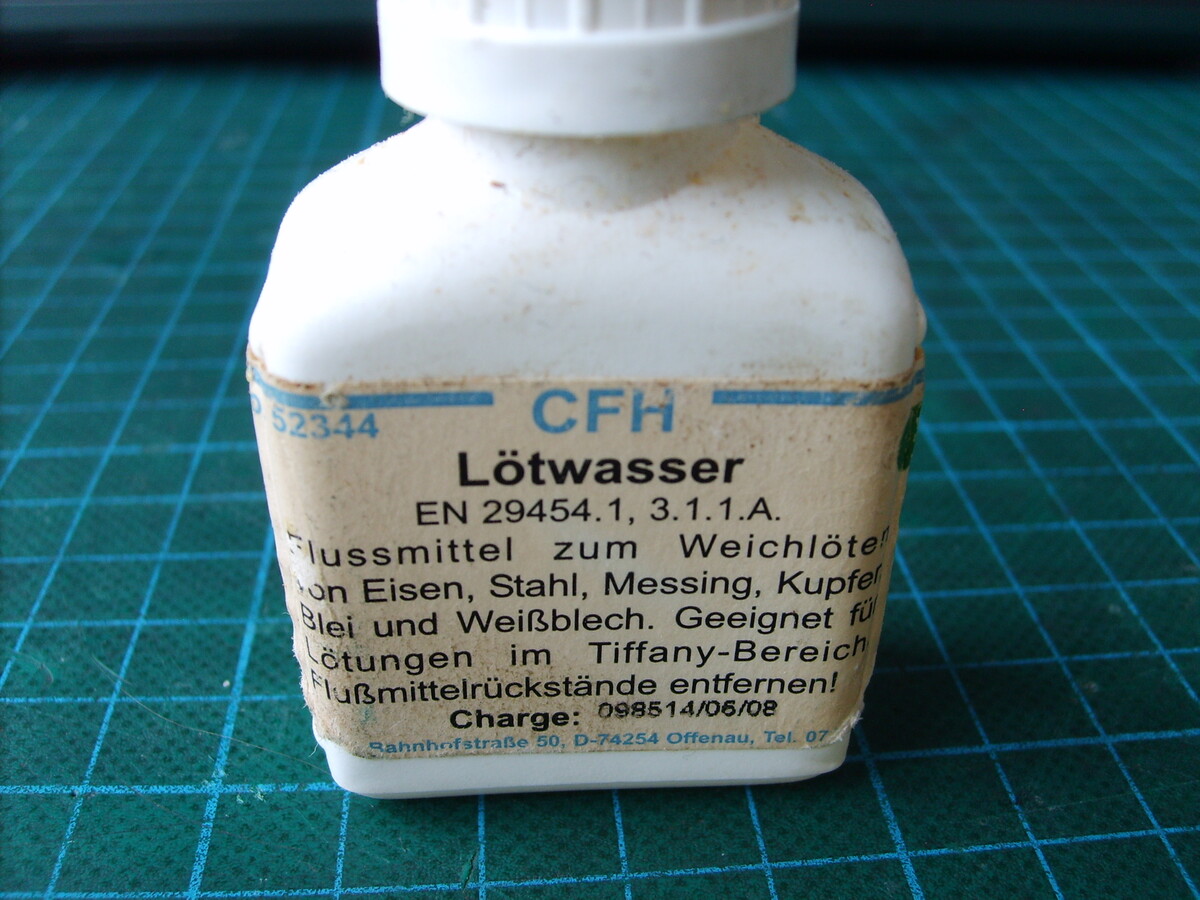 52344
CFH
Lötwasser
EN 29454.1, 3.1.1.A.
Flussmittel zum Weichlöten
von Eisen, Stahl, Messing, Kupfer
Blei und Weißblech. Geeignet für
Lötungen im Tiffany-Bereich
Flußmittelrückstände entfernen!
Charge: 098514/06/08
Bahnhofstraße 50, D-74254 Offenau, Tel. 07